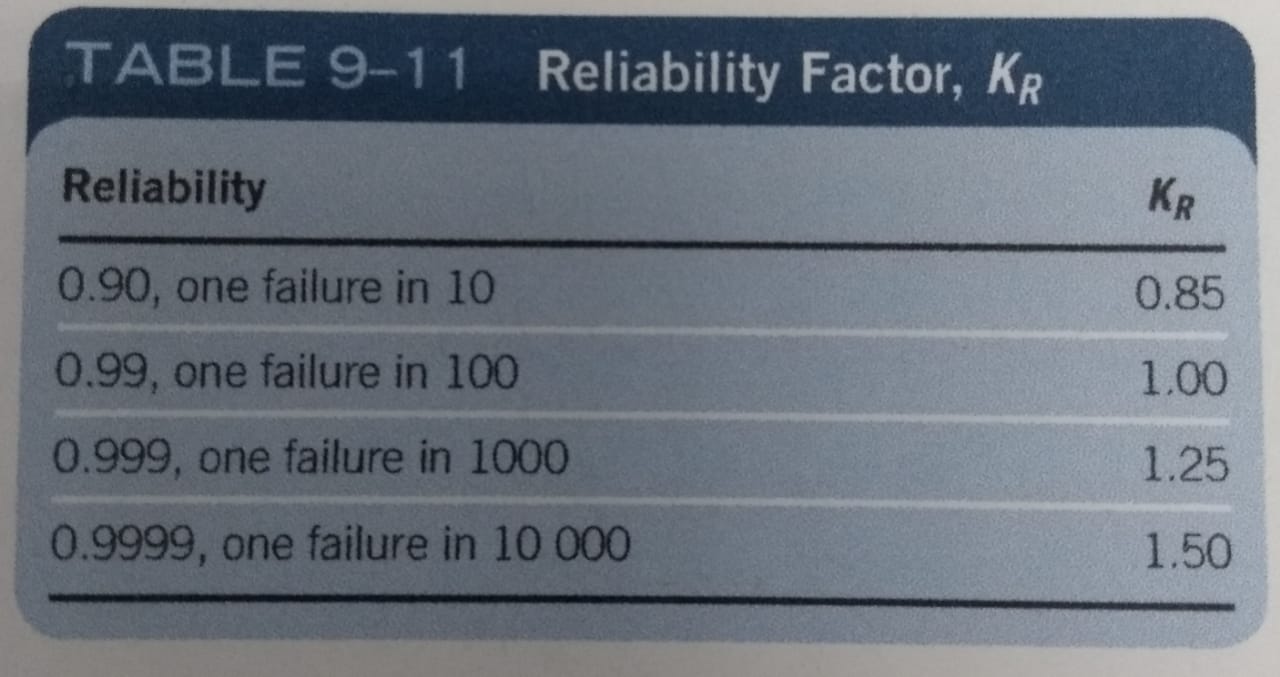 TABLE 9–11 Reliability Factor, KR
Reliability KR
0.90, one failure in 10 0.85
0.99, one failure in 100 1.00
0.999, one failure in 1000 1.25
0.9999, one failure in 10 000 1.50